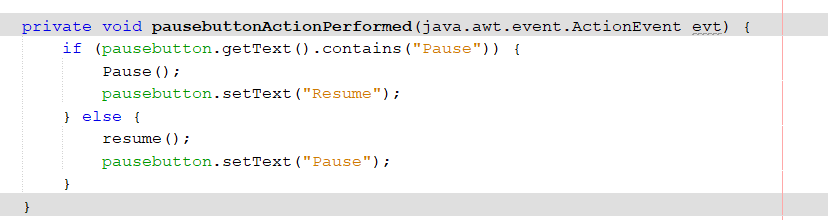 private void pausebuttonActionPerformed(java.awt.event.ActionEvent evt) {
    if (pausebutton.getText().contains("Pause")) {
        Pause();
        pausebutton.setText("Resume");
    } else {
        resume();
        pausebutton.setText("Pause");
    }
}